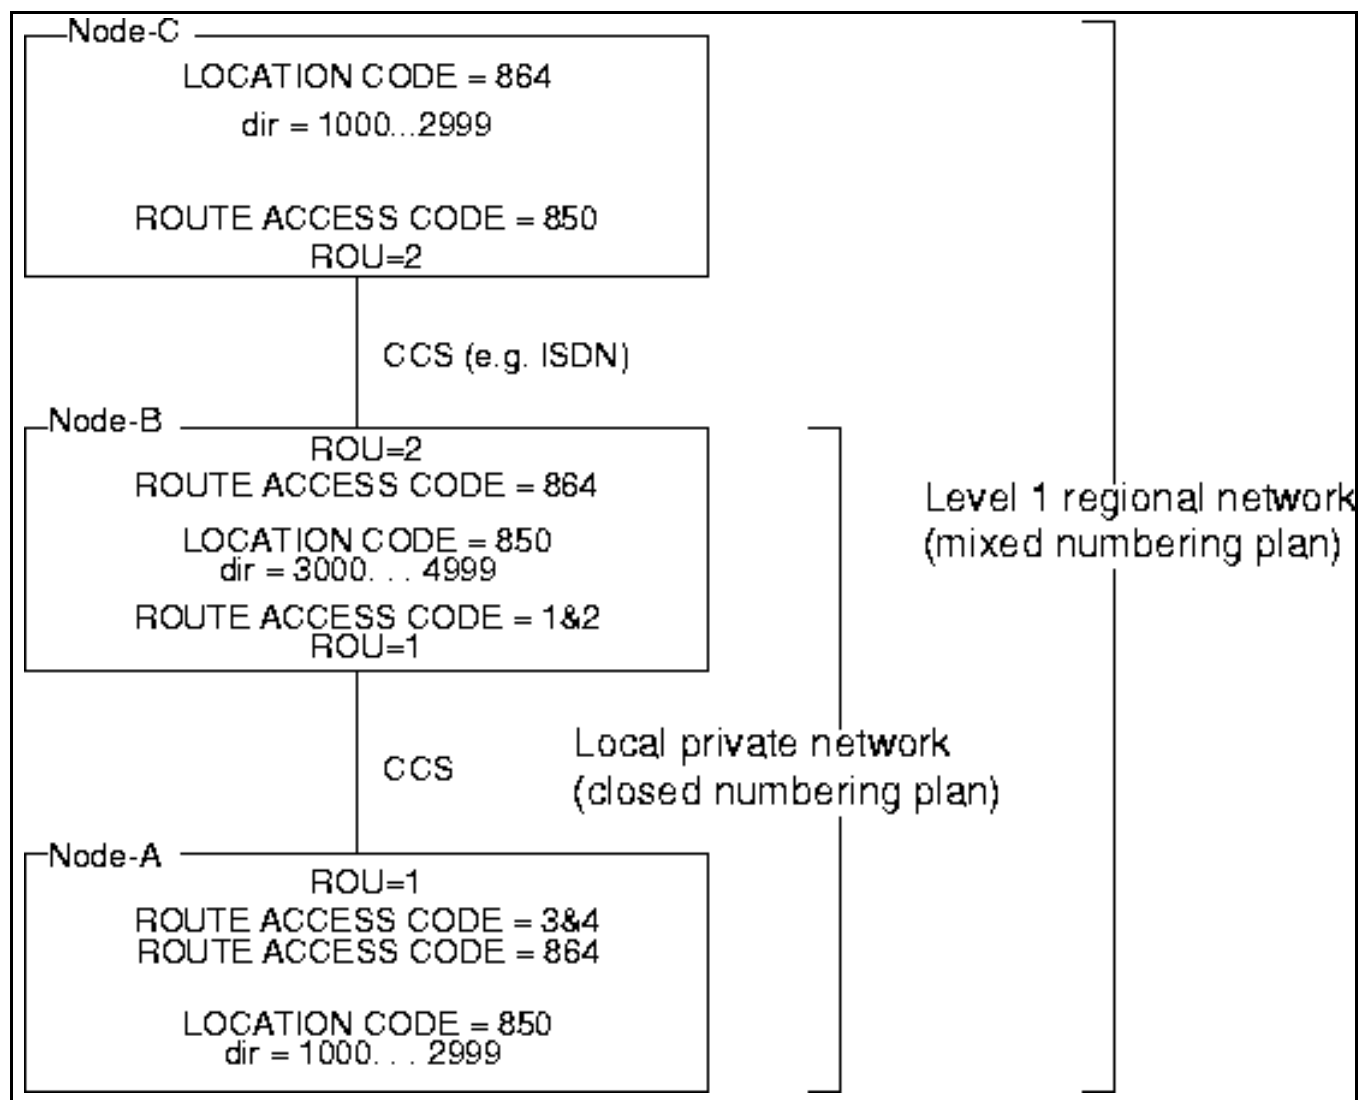 Node-C
LOCATION CODE = 864
dir = 1000...2999
ROUTE ACCESS CODE = 850
ROU=2
CCS (e.g. ISDN)
Node-B
ROU=2
ROUTE ACCESS CODE = 864
LOCATION CODE = 850
dir = 3000. . . 4999
ROUTE ACCESS CODE = 1&2
ROU=1
Level 1 regional network
(mixed numbering plan)
CCS
Local private network
(closed numbering plan)
Node-A
ROU=1
ROUTE ACCESS CODE = 3&4
ROUTE ACCESS CODE = 864
LOCATION CODE = 850
dir = 1000. . . 2999